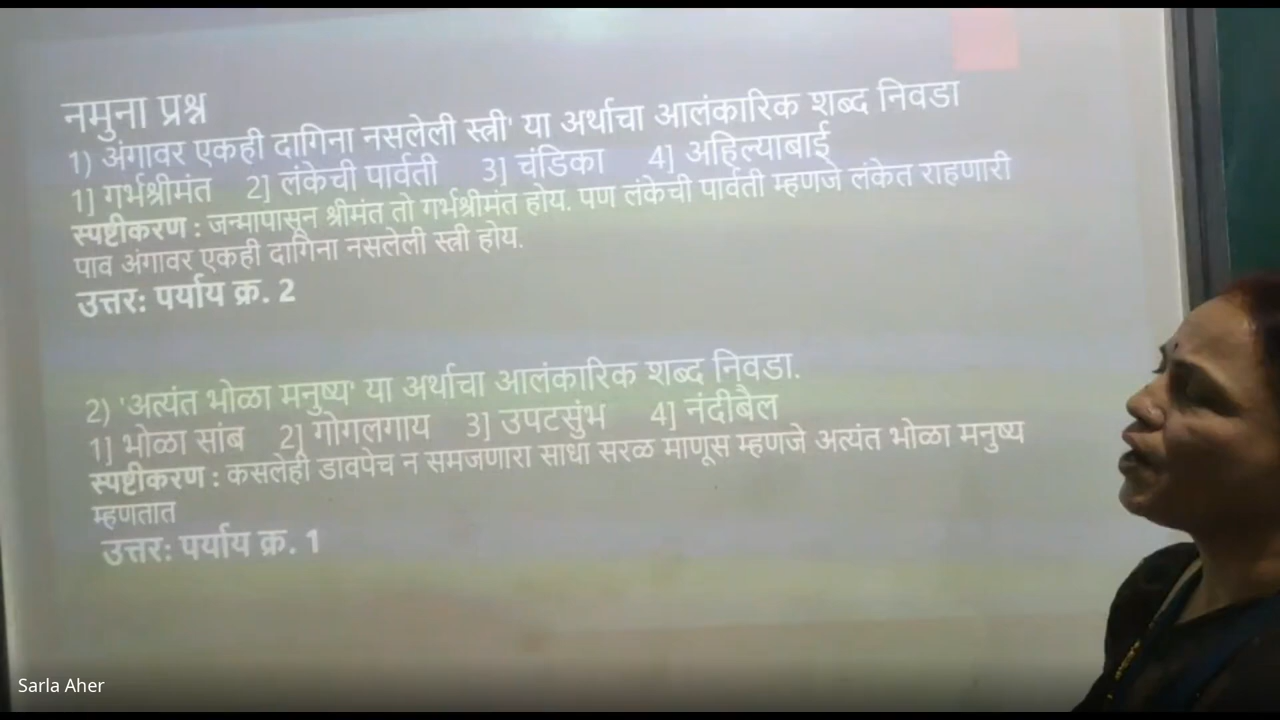 नमुना प्रश्न
1) अंगावर एकही दागिना नसलेली स्त्री' या अर्थाचा आलंकारिक शब्द निवडा
1] गर्भश्रीमंत 2] लंकेची पार्वती 3] चंडिका 4] अहिल्याबाई
स्पष्टीकरण : जन्मापासून श्रीमंत तो गर्भश्रीमंत होय. पण लंकेची पार्वती म्हणजे लंकेत राहणारी
पाव अंगावर एकही दागिना नसलेली स्त्री होय.
उत्तर: पर्याय क्र. 2
2) 'अत्यंत भोळा मनुष्य' या अर्थाचा आलंकारिक शब्द निवडा.
1] भोळा सांब 2] गोगलगाय 3] उपटसुंभ 4] नंदीबैल
स्पष्टीकरण : कसलेही डावपेच न समजणारा साधा सरळ माणूस म्हणजे अत्यंत भोळा मनुष्य
म्हणतात
उत्तर: पर्याय क्र. 1
Sarla Aher